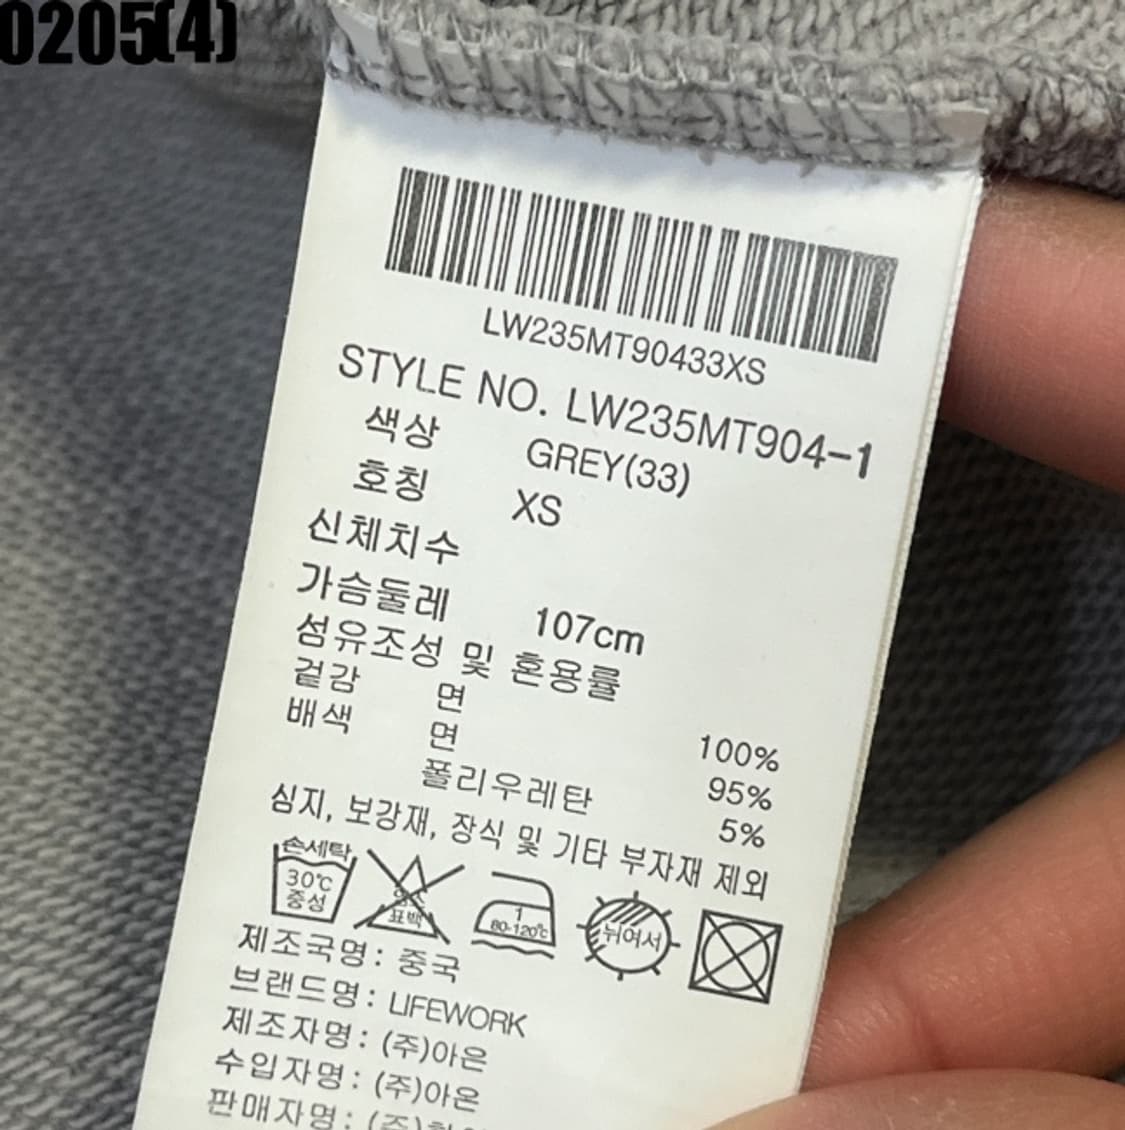 0205(4)
LW235MT90433XS
STYLE NO. LW235MT904-1
색상 GREY(33)
호칭 XS
신체치수
가슴둘레 107cm
섬유조성 및 혼용률
겉감 면 100%
배색 면 95%
폴리우레탄 5%
심지, 보강재, 장식 및 기타 부자재 제외
손세탁
30℃
중성
표백
1
80-120℃
뉘여서
제조국명: 중국
브랜드명: LIFEWORK
제조자명: (주)아은
수입자명: (주)아은
판매자명: (주)